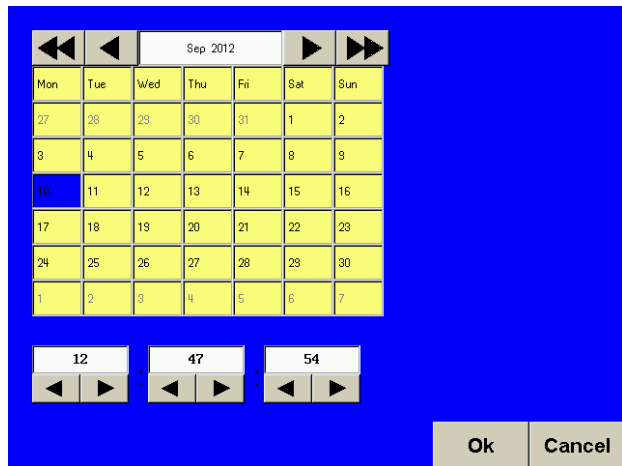 Sep 2012
Mon Tue Wed Thu Fri Sat Sun
27 28 29 30 31 1 2
3 4 5 6 7 8 9
10 11 12 13 14 15 16
17 18 19 20 21 22 23
24 25 26 27 28 29 30
1 2 3 4 5 6 7
12 : 47 : 54
Ok Cancel